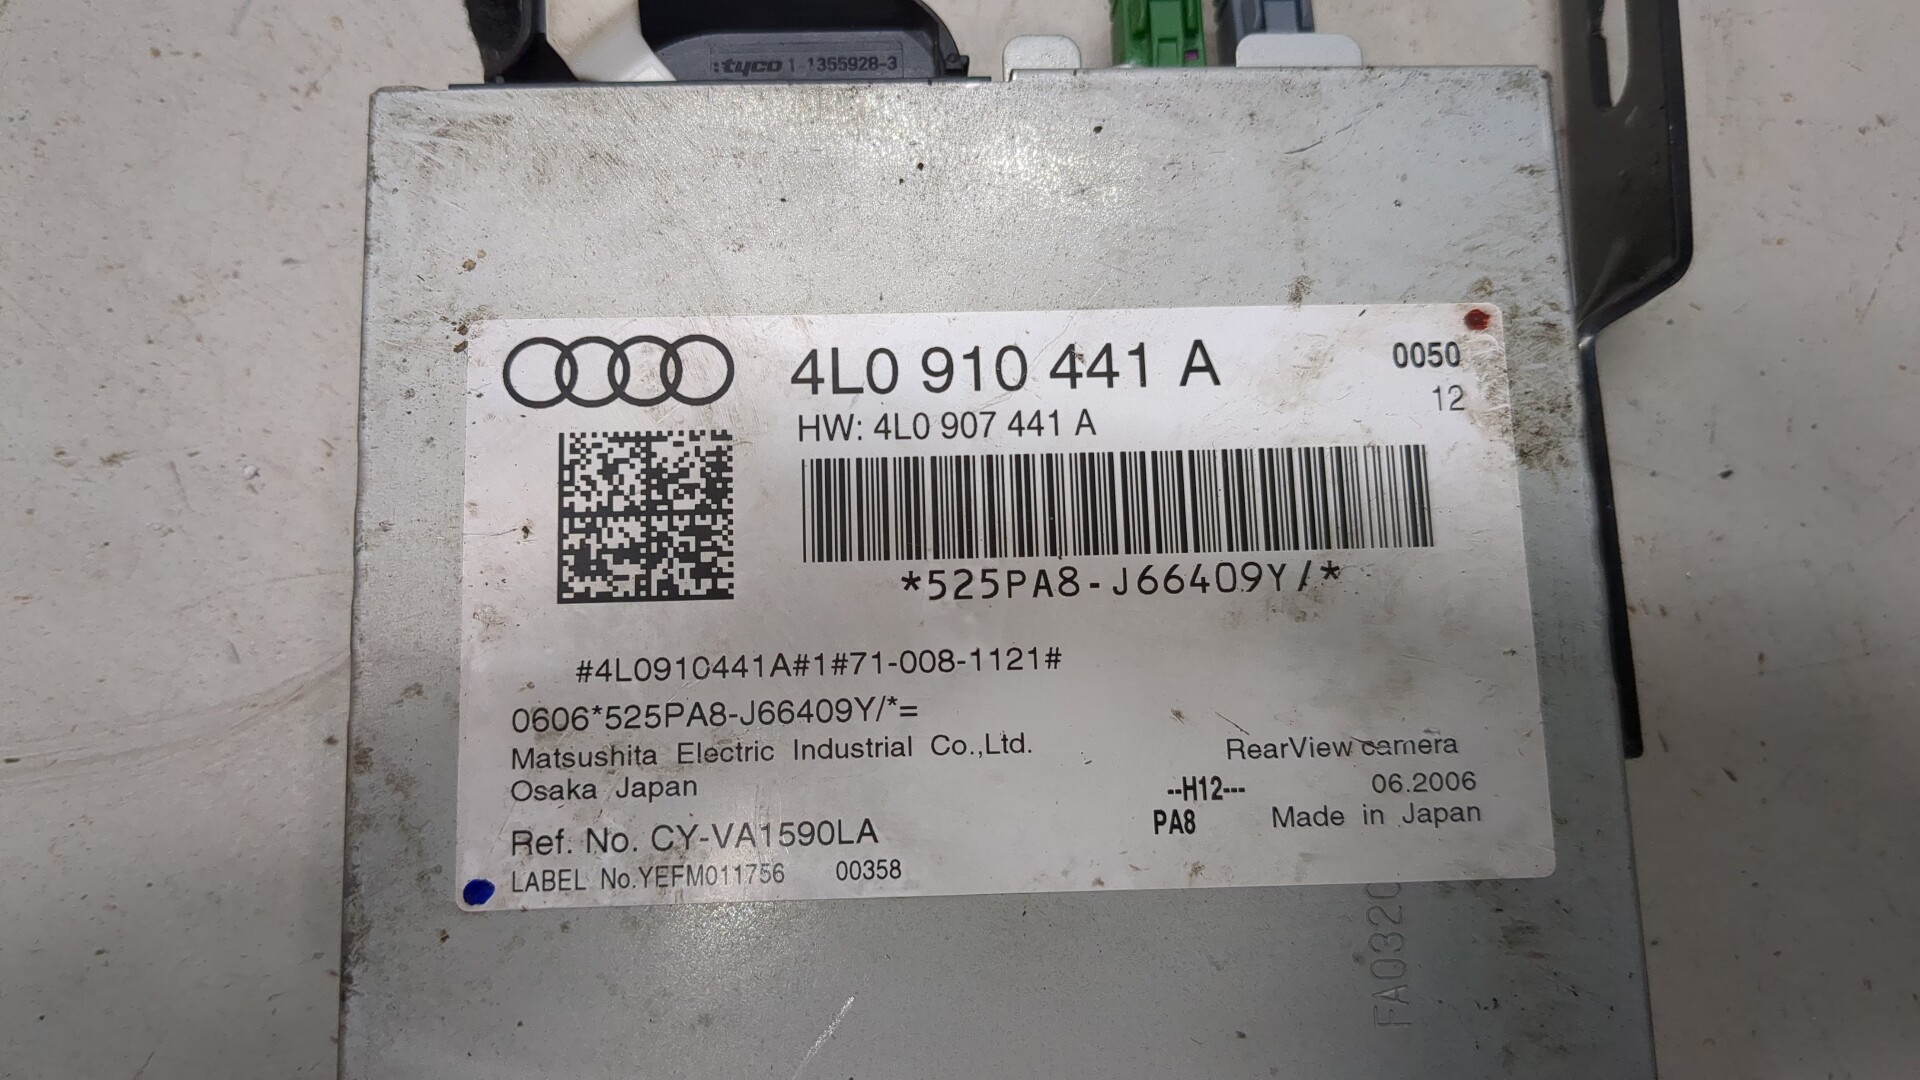 tyco 1-1355928-3
4L0 910 441 A
0050
12
HW: 4L0 907 441 A
*525PA8-J66409Y/*
#4L0910441A#1#71-008-1121#
0606*525PA8-J66409Y/*=
Matsushita Electric Industrial Co.,Ltd.
Osaka Japan
RearView camera
--H12---
06.2006
PA8
Made in Japan
Ref. No. CY-VA1590LA
LABEL No.YEFM011756
00358
FA0320